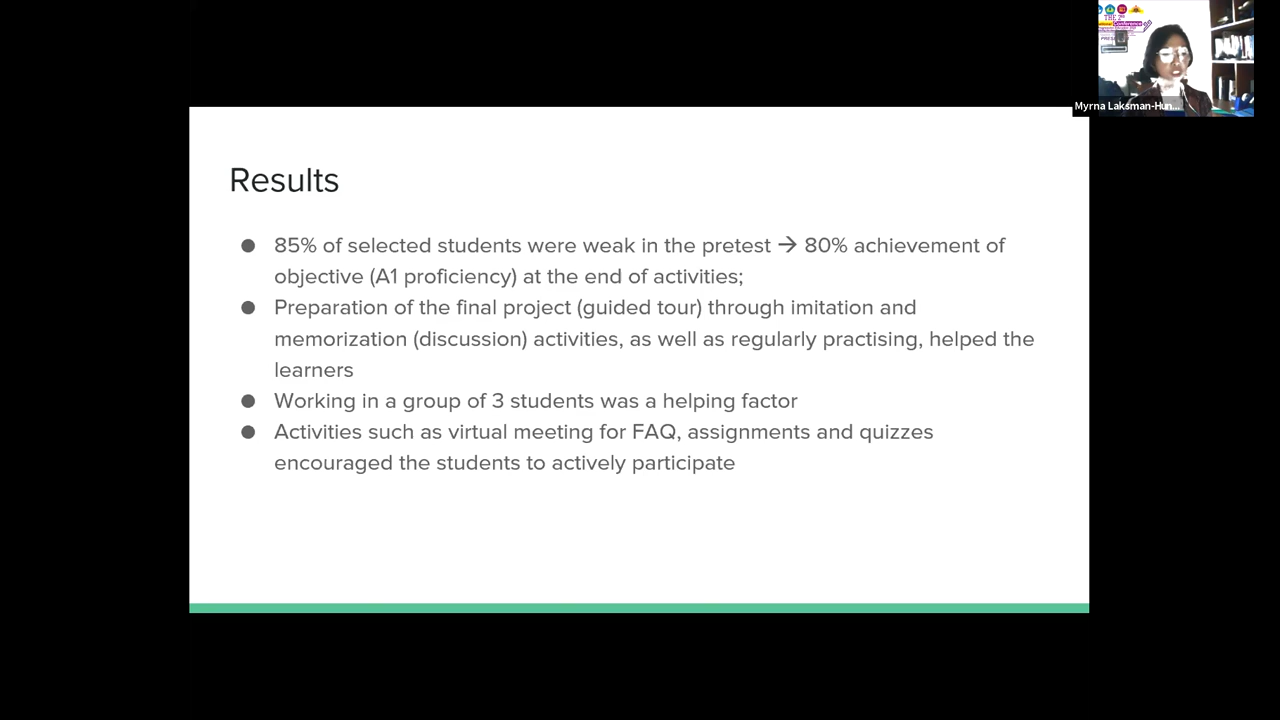 THE 2nd
Conference
Myrna Laksman-Hun...
Results
● 85% of selected students were weak in the pretest → 80% achievement of
objective (A1 proficiency) at the end of activities;
● Preparation of the final project (guided tour) through imitation and
memorization (discussion) activities, as well as regularly practising, helped the
learners
● Working in a group of 3 students was a helping factor
● Activities such as virtual meeting for FAQ, assignments and quizzes
encouraged the students to actively participate